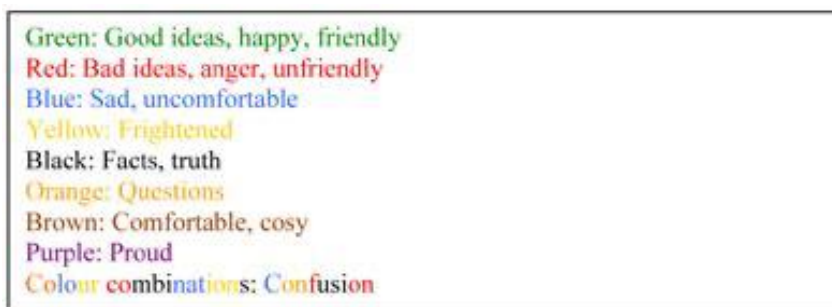 Green: Good ideas, happy, friendly
Red: Bad ideas, anger, unfriendly
Blue: Sad, uncomfortable
Yellow: Frightened
Black: Facts, truth
Orange: Questions
Brown: Comfortable, cosy
Purple: Proud
Colour combinations: Confusion